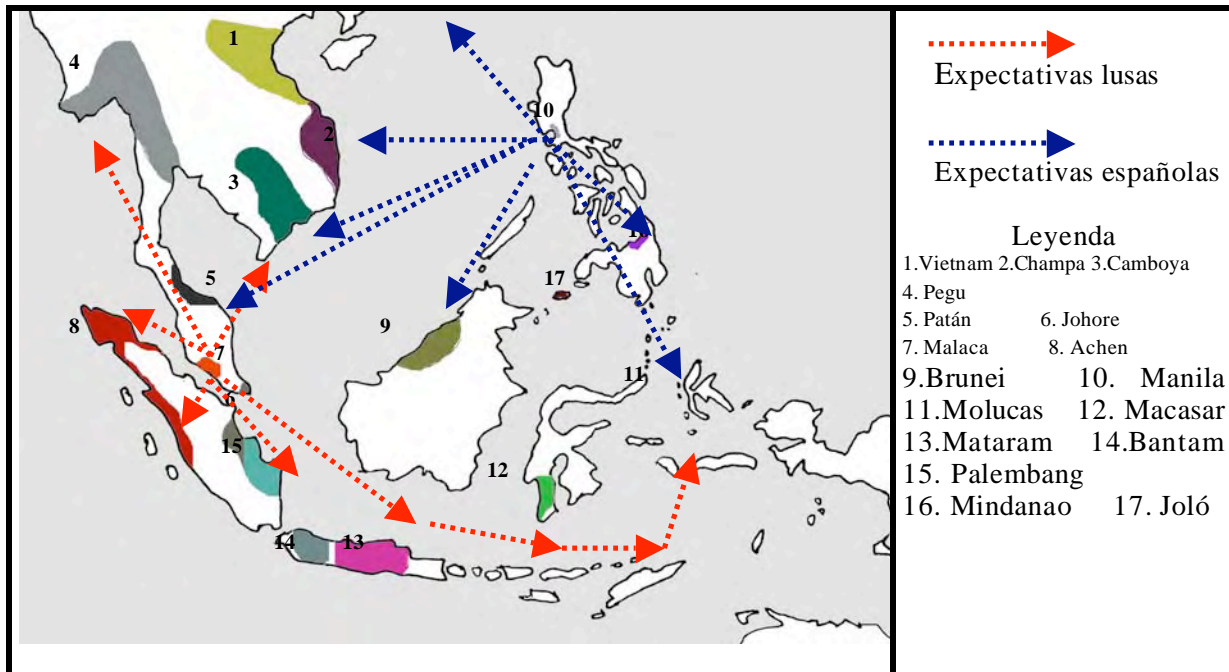 1
4
10
2
3
5
17
8
9
7
11
6
15
12
14
13
Expectativas lusas
Expectativas españolas
Leyenda
1.Vietnam 2.Champa 3.Camboya
4. Pegu
5. Patán 6. Johore
7. Malaca 8. Achen
9.Brunei 10. Manila
11.Molucas 12. Macasar
13.Mataram 14.Bantam
15. Palembang
16. Mindanao 17. Joló